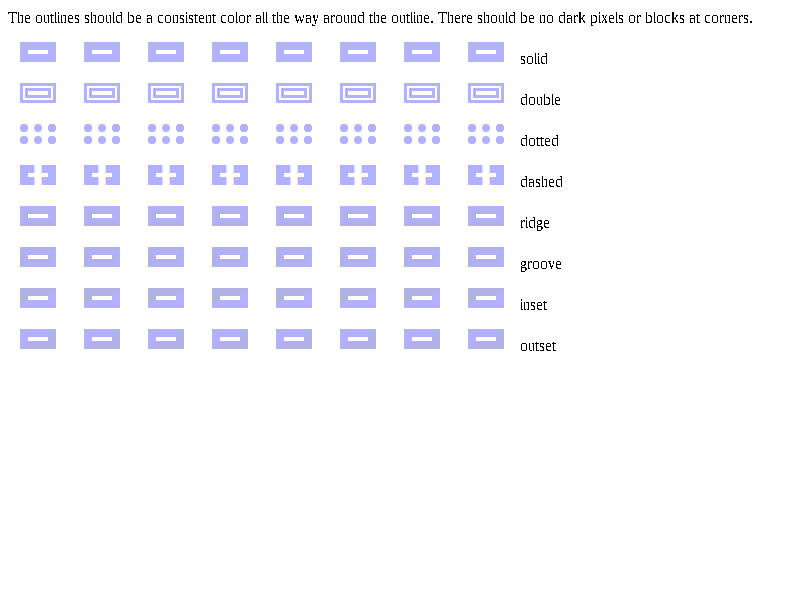 The outlines should be a consistent color all the way around the outline. There should be no dark pixels or blocks at corners.
solid
double
dotted
dashed
ridge
groove
inset
outset